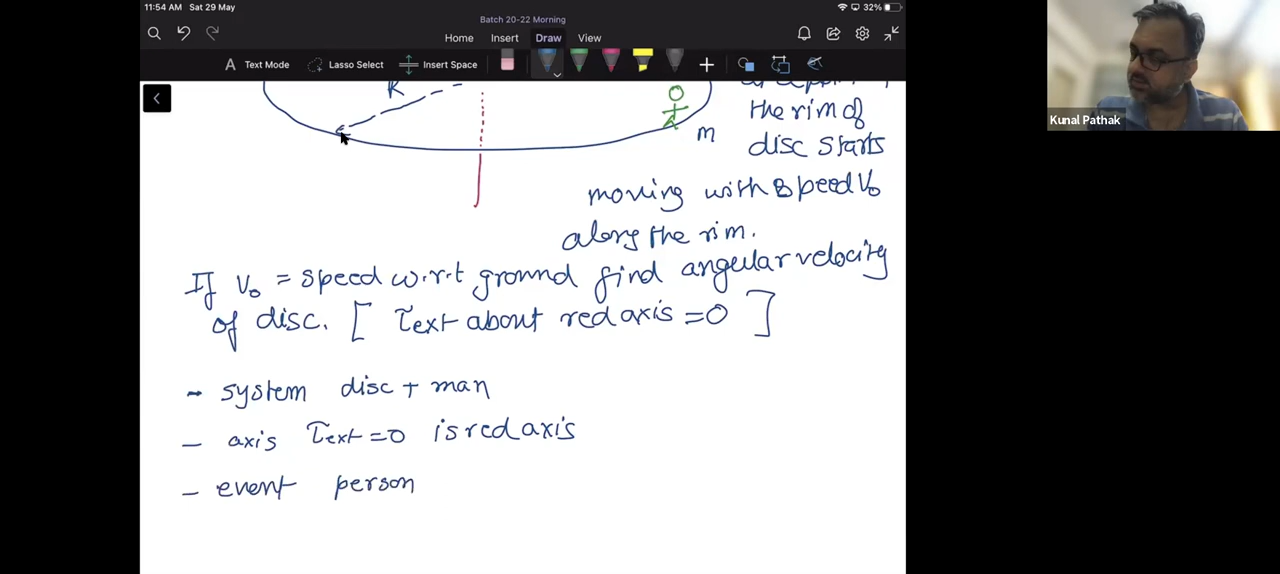 11:54 AM Sat 29 May
32%
Batch 20-22 Morning
Home Insert Draw View
Text Mode Lasso Select Insert Space
R
m
the rim of
disc starts
moving with speed V₀
along the rim.
If V₀ = speed w.r.t ground find angular velocity
of disc. [ τext about red axis = 0 ]
- system disc + man
- axis τext = 0 is red axis
- event person
Kunal Pathak